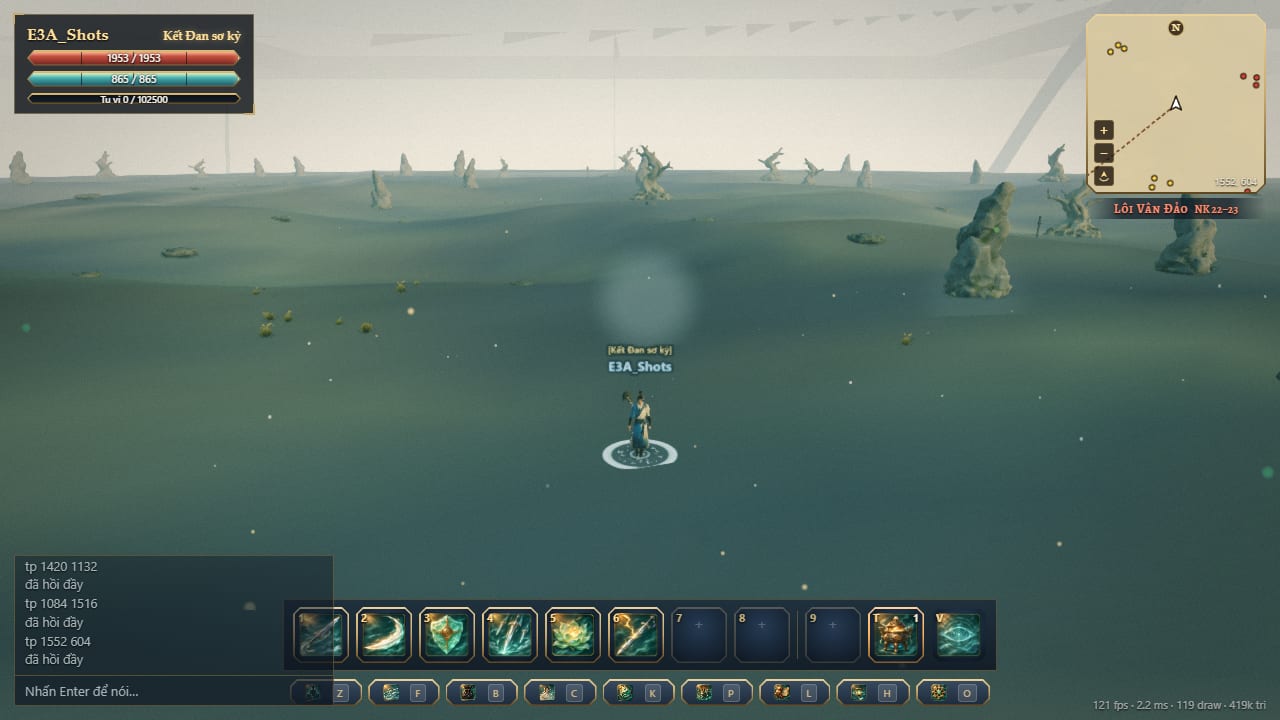 E3A_Shots Kết Đan sơ kỳ
1953 / 1953
865 / 865
Tu vi 0 / 102500
N
+
−
1552, 604
Lôi Vân Đảo NK 22-23
[Kết Đan sơ kỳ]
E3A_Shots
tp 1420 1132
đã hồi đầy
tp 1084 1516
đã hồi đầy
tp 1552 604
đã hồi đầy
Nhấn Enter để nói...
1 2 3 4 5 6 7 + 8 + 9 + T 1 V
Z F B C K P L H O
121 fps · 2.2 ms · 119 draw · 419k tri